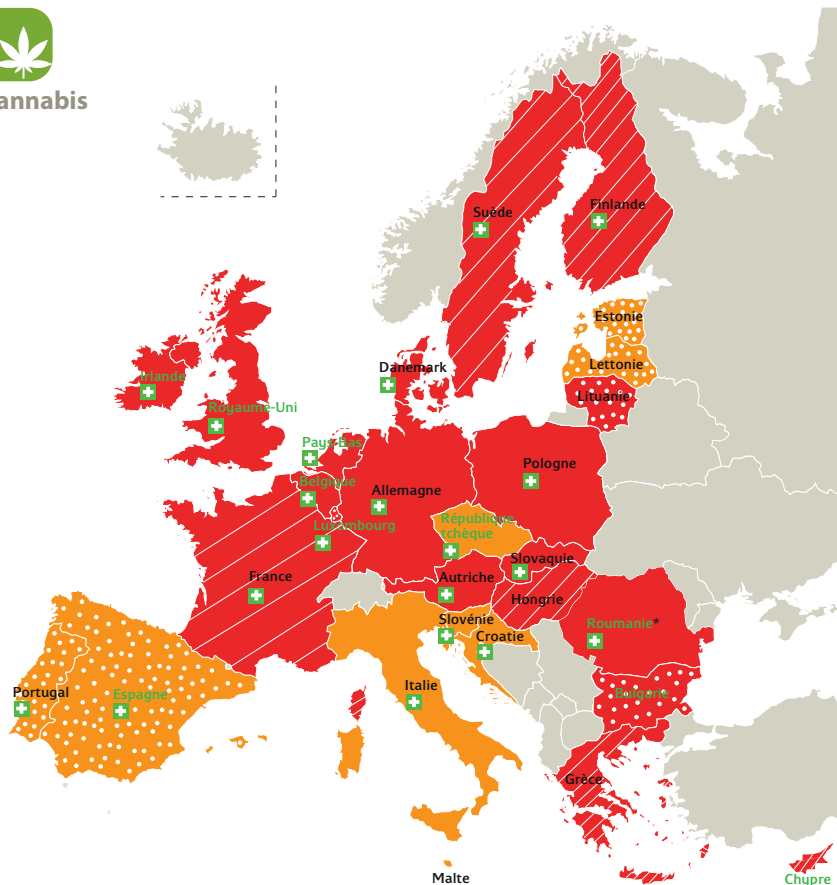 annabis
Suède
Finlande
Estonie
Lettonie
Lituanie
Danemark
Irlande
Royaume-Uni
Pays-Bas
Belgique
Allemagne
Pologne
Luxembourg
République
tchèque
Slovaquie
France
Autriche
Hongrie
Slovénie
Croatie
Roumanie*
Italie
Portugal
Espagne
Bulgarie
Grèce
Malte
Chypre